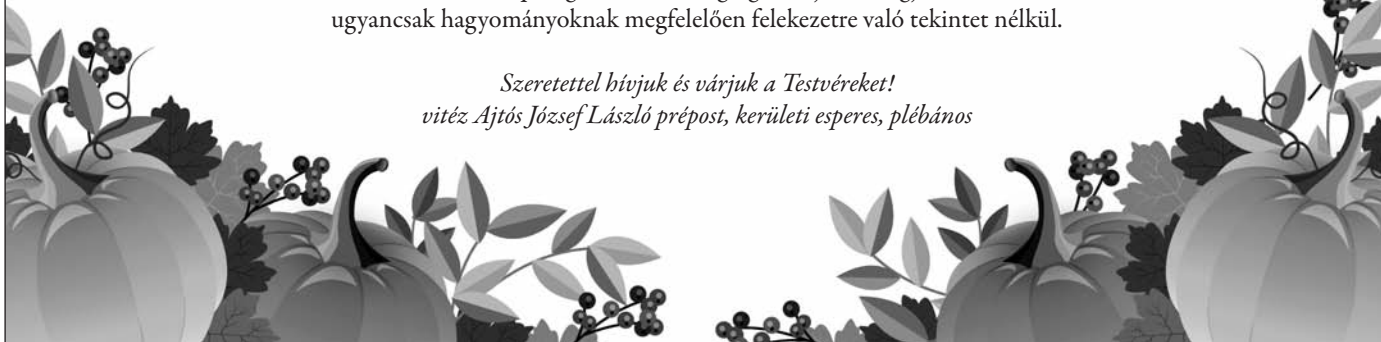 ugyancsak hagyományoknak megfelelően felekezetre való tekintet nélkül.
Szeretettel hívjuk és várjuk a Testvéreket!
vitéz Ajtós József László prépost, kerületi esperes, plébános